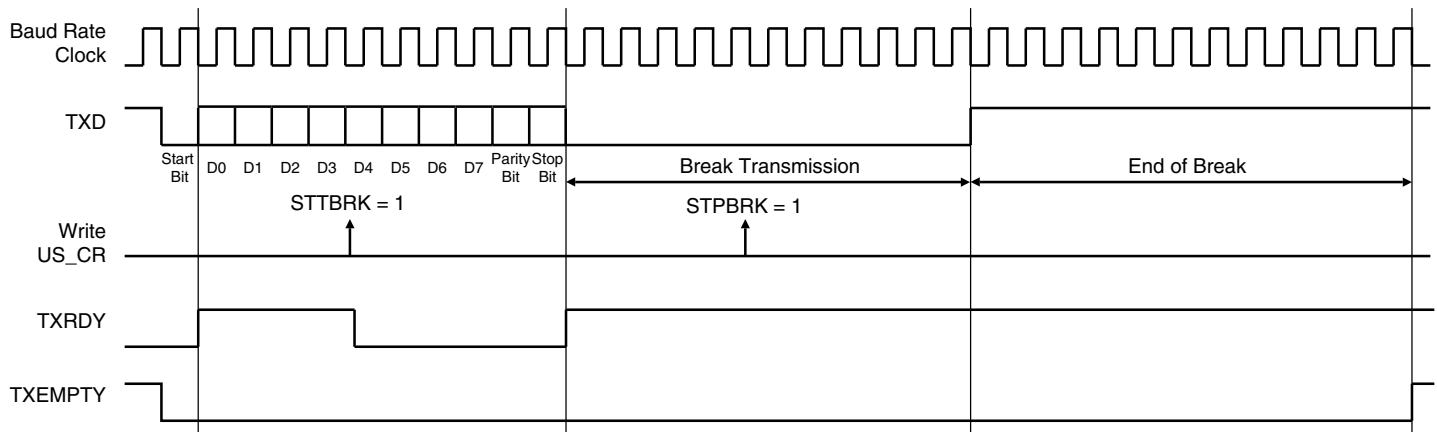 Baud Rate
Clock
TXD
Start
Bit
D0
D1
D2
D3
D4
D5
D6
D7
Parity
Bit
Stop
Bit
Break Transmission
End of Break
STTBRK = 1
STPBRK = 1
Write
US_CR
TXRDY
TXEMPTY